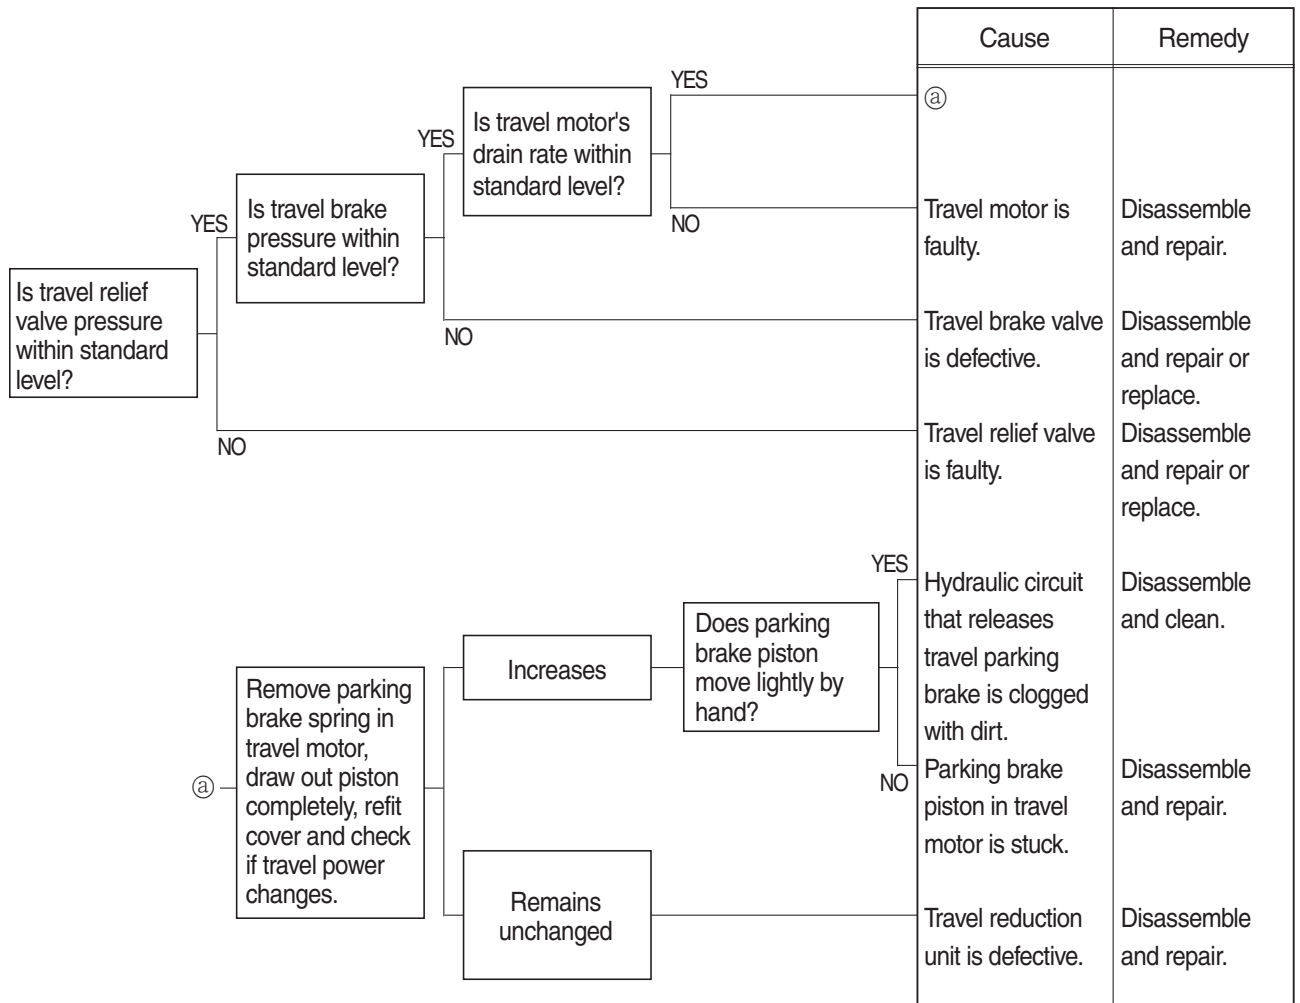 Cause
Remedy
YES
ⓐ
Is travel motor's
drain rate within
standard level?
YES
NO
Travel motor is
faulty.
Disassemble
and repair.
Is travel brake
pressure within
standard level?
YES
NO
Travel brake valve
is defective.
Disassemble
and repair or
replace.
Is travel relief
valve pressure
within standard
level?
NO
Travel relief valve
is faulty.
Disassemble
and repair or
replace.
ⓐ
Remove parking
brake spring in
travel motor,
draw out piston
completely, refit
cover and check
if travel power
changes.
Increases
Does parking
brake piston
move lightly by
hand?
YES
Hydraulic circuit
that releases
travel parking
brake is clogged
with dirt.
Disassemble
and clean.
NO
Parking brake
piston in travel
motor is stuck.
Disassemble
and repair.
Remains
unchanged
Travel reduction
unit is defective.
Disassemble
and repair.